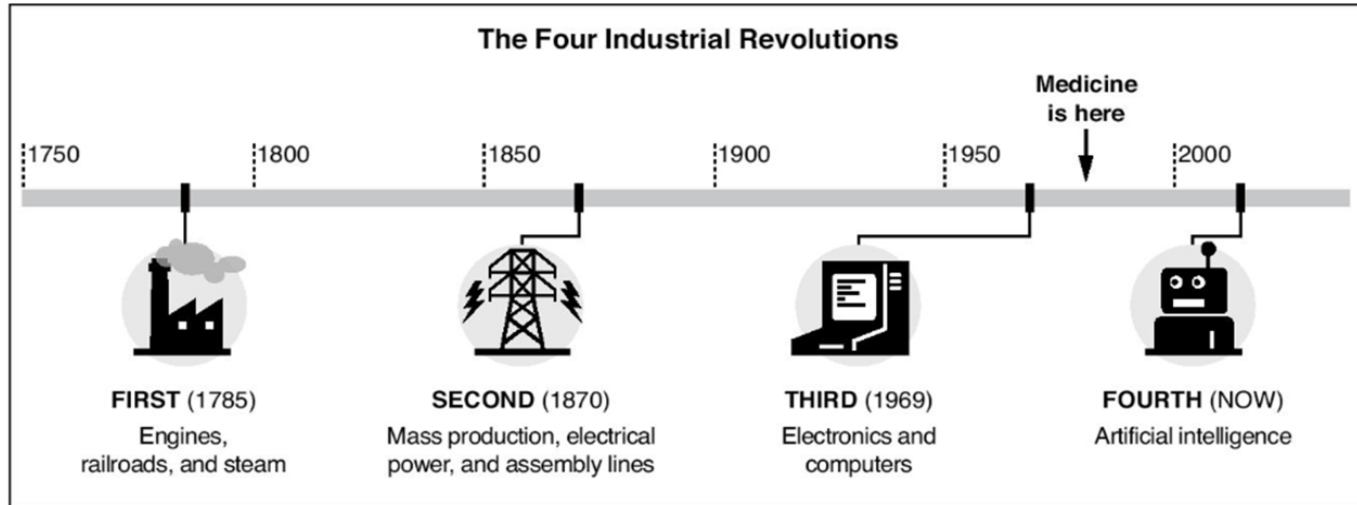 The Four Industrial Revolutions
Medicine
is here
1750
1800
1850
1900
1950
2000
FIRST (1785)
Engines,
railroads, and steam
SECOND (1870)
Mass production, electrical
power, and assembly lines
THIRD (1969)
Electronics and
computers
FOURTH (NOW)
Artificial intelligence